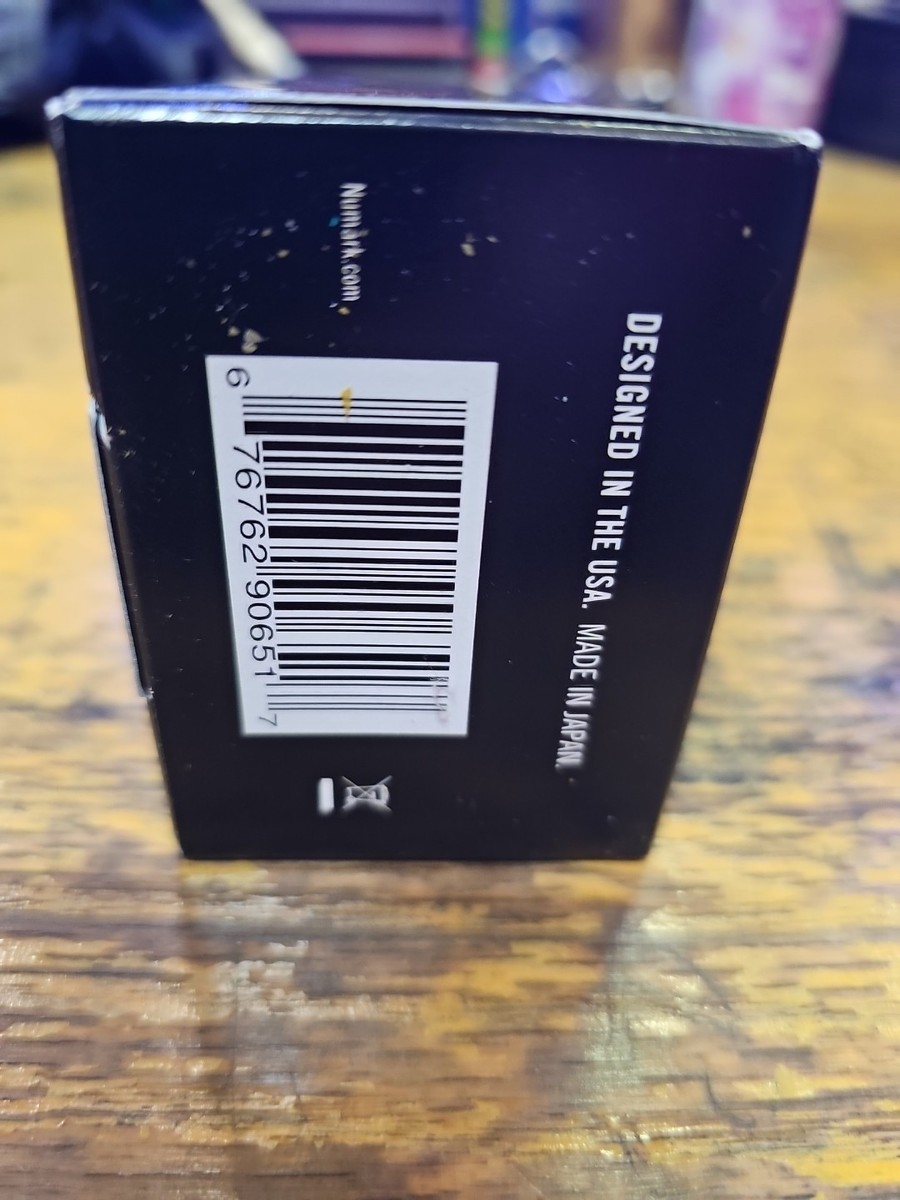 Numark.com
6 76762 90651 7
DESIGNED IN THE USA. MADE IN JAPAN.